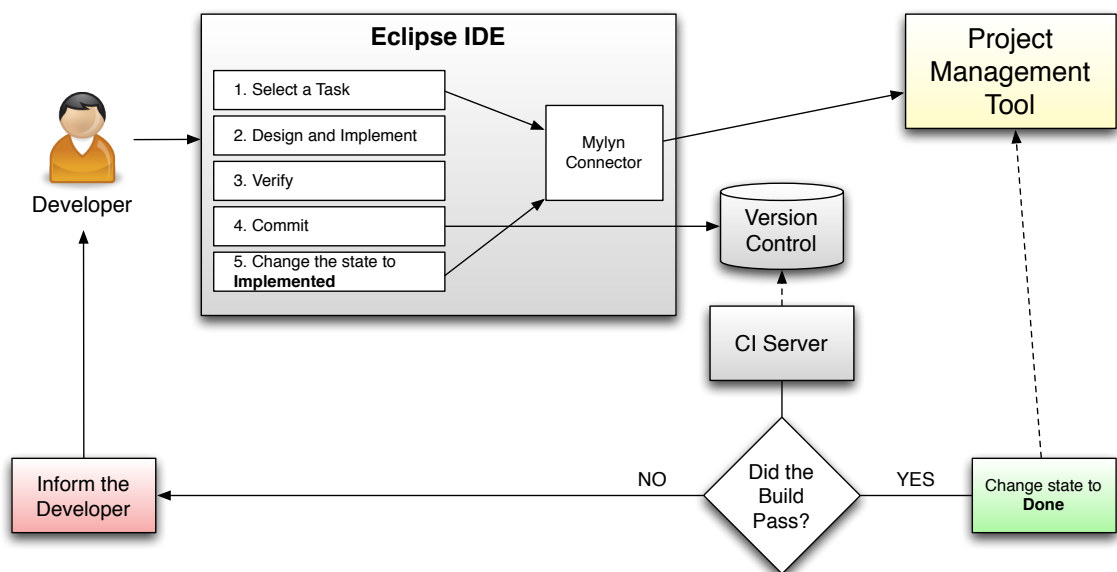 Eclipse IDE
1. Select a Task
2. Design and Implement
3. Verify
4. Commit
5. Change the state to
Implemented
Mylyn
Connector
Project
Management
Tool
Developer
Version
Control
CI Server
Did the
Build
Pass?
NO
YES
Inform the
Developer
Change state to
Done